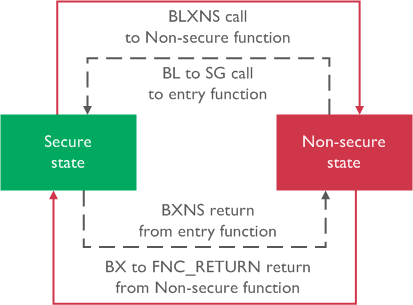 BLXNS call
to Non-secure function
BL to SG call
to entry function
Secure
state
Non-secure
state
BXNS return
from entry function
BX to FNC_RETURN return
from Non-secure function